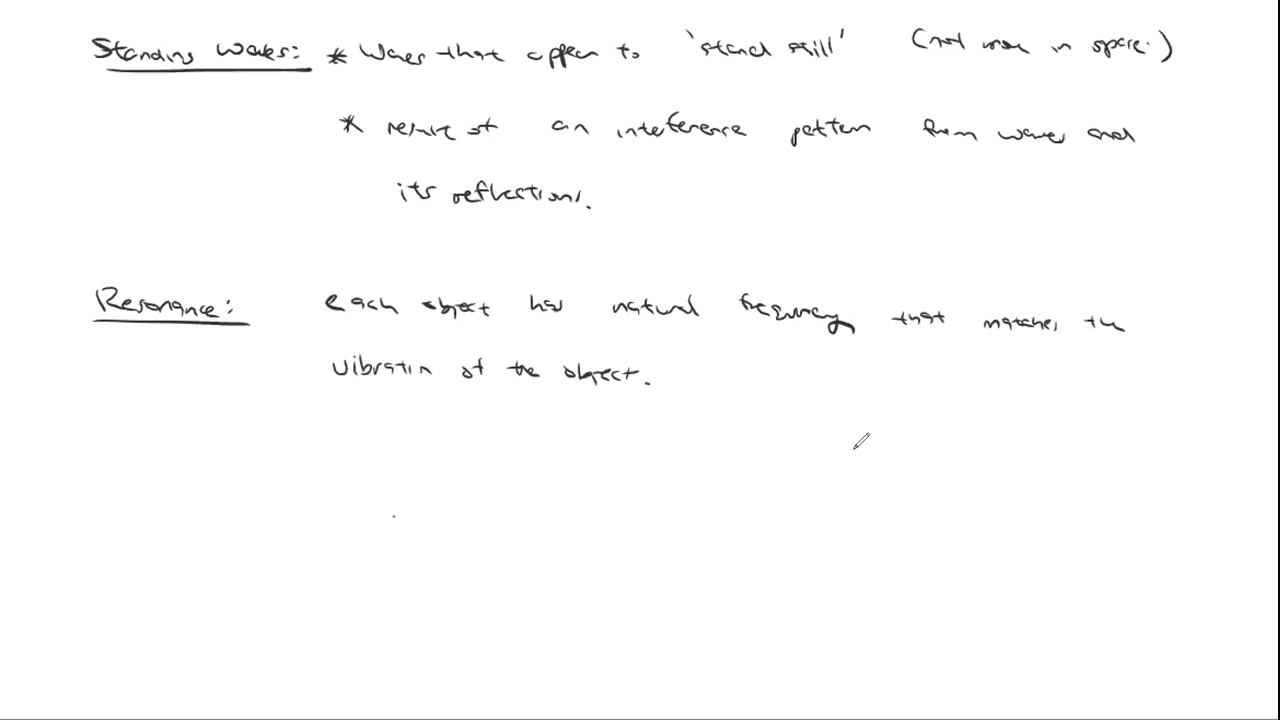 Standing Waves: * Waves that appear to 'stand still' (not move in space.)
* result of an interference pattern from waves and
its reflections.
Resonance: Each object has natural frequency that matches the
vibration of the object.